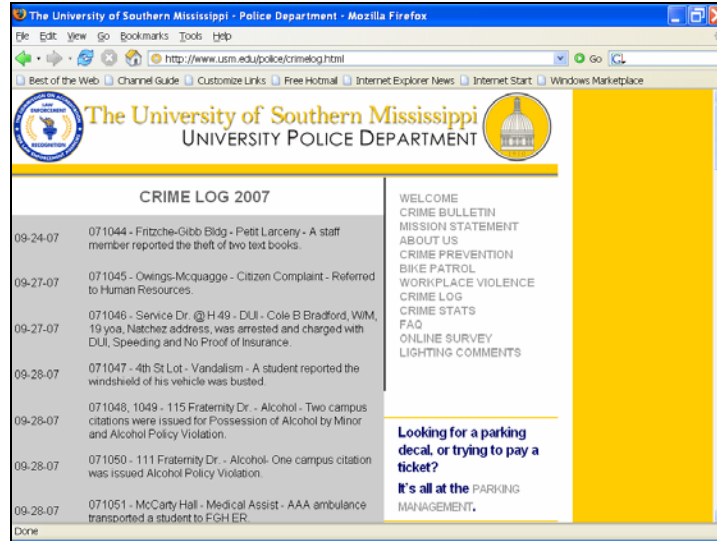 The University of Southern Mississippi - Police Department - Mozilla Firefox
File Edit View Go Bookmarks Tools Help
http://www.usm.edu/police/crimelog.html Go
Best of the Web Channel Guide Customize Links Free Hotmail Internet Explorer News Internet Start Windows Marketplace
LAW
ENFORCEMENT
RECOGNITION
The University of Southern Mississippi
UNIVERSITY POLICE DEPARTMENT
1910
CRIME LOG 2007
09-24-07
071044 - Fritzche-Gibb Bldg - Petit Larceny - A staff
member reported the theft of two text books.
09-27-07
071045 - Owings-Mcquagge - Citizen Complaint - Referred
to Human Resources.
09-27-07
071046 - Service Dr. @ H 49 - DUI - Cole B Bradford, W/M,
19 yoa, Natchez address, was arrested and charged with
DUI, Speeding and No Proof of Insurance.
09-28-07
071047 - 4th St Lot - Vandalism - A student reported the
windshield of his vehicle was busted.
09-28-07
071048, 1049 - 115 Fraternity Dr. - Alcohol - Two campus
citations were issued for Possession of Alcohol by Minor
and Alcohol Policy Violation.
09-28-07
071050 - 111 Fraternity Dr. - Alcohol- One campus citation
was issued Alcohol Policy Violation.
09-28-07
071051 - McCarty Hall - Medical Assist - AAA ambulance
transported a student to FGH ER.
WELCOME
CRIME BULLETIN
MISSION STATEMENT
ABOUT US
CRIME PREVENTION
BIKE PATROL
WORKPLACE VIOLENCE
CRIME LOG
CRIME STATS
FAQ
ONLINE SURVEY
LIGHTING COMMENTS
Looking for a parking
decal, or trying to pay a
ticket?
It's all at the PARKING
MANAGEMENT.
Done